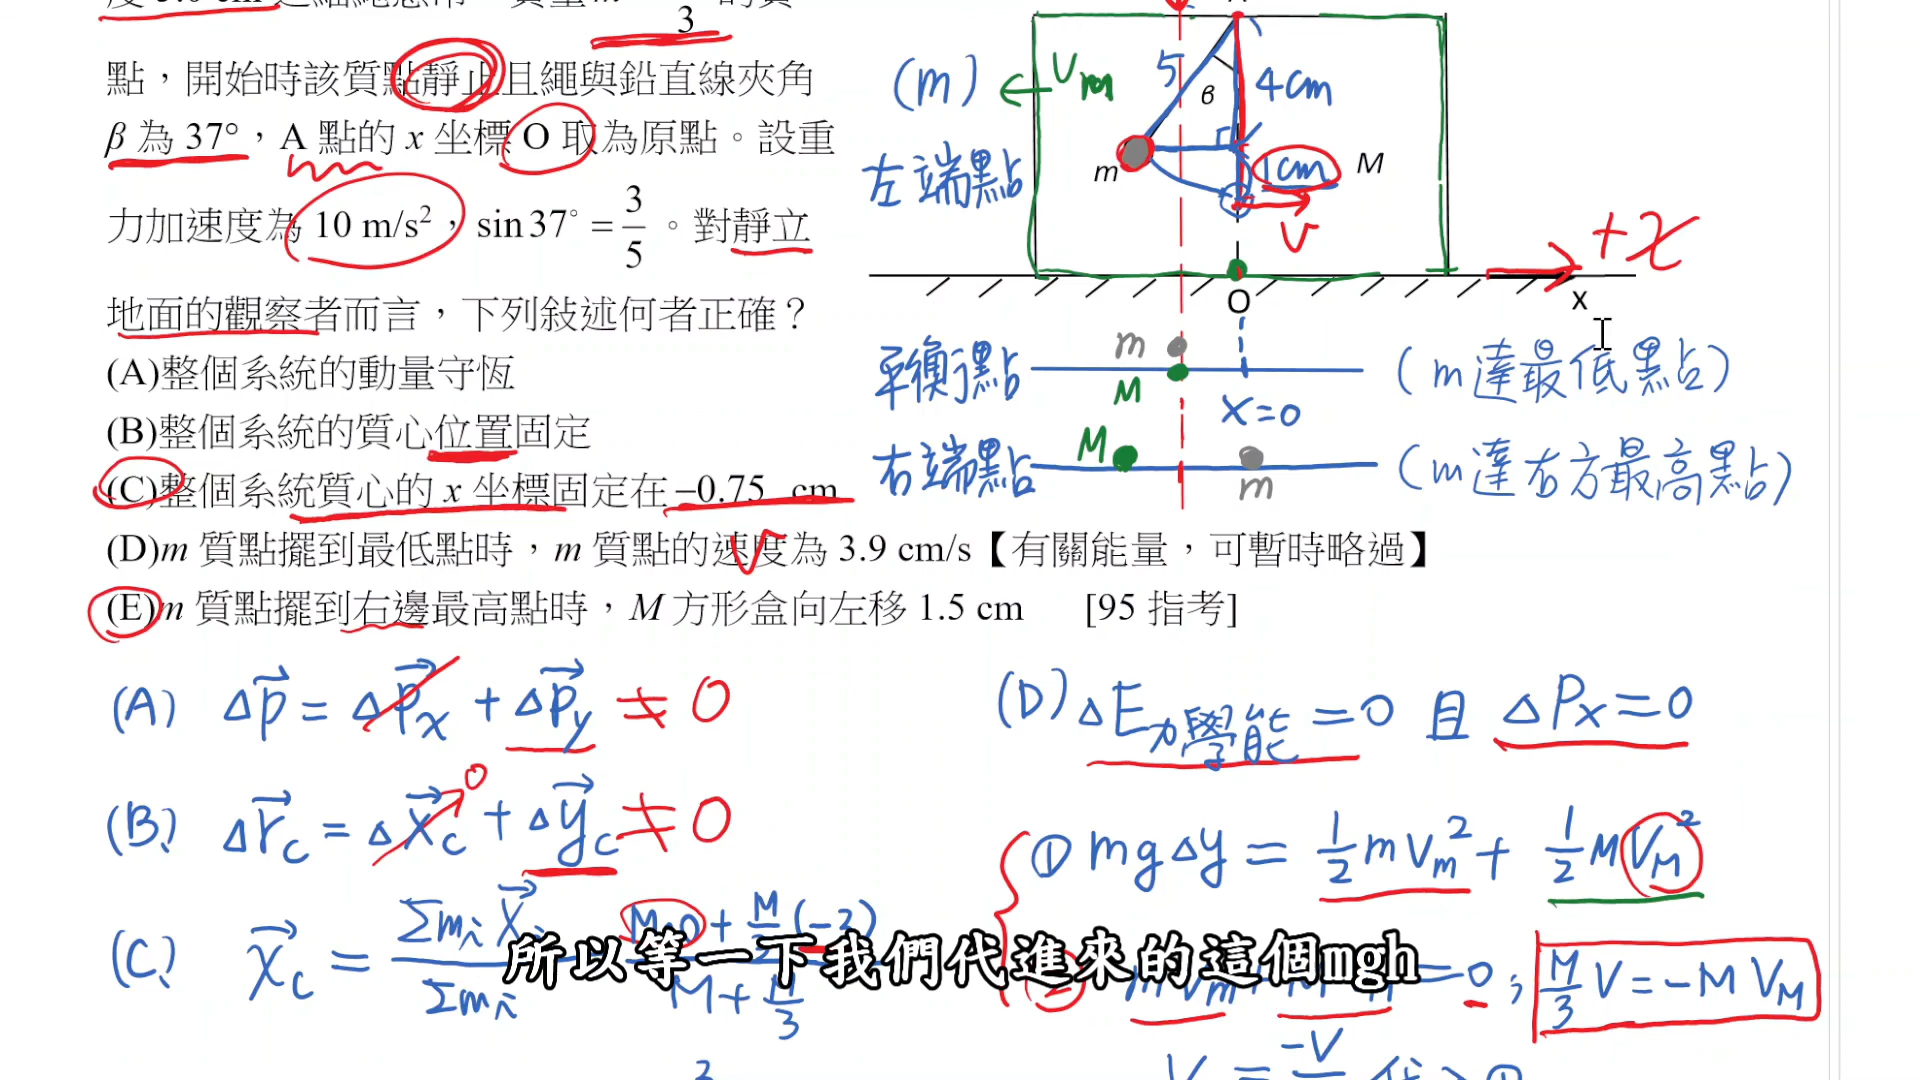 3
點，開始時該質點靜止且繩與鉛直線夾角
β 為 37°，A 點的 x 坐標 O 取為原點。設重
力加速度為 10 m/s²，sin37° = 3/5。對靜立
地面的觀察者而言，下列敍述何者正確？
(A)整個系統的動量守恆
(B)整個系統的質心位置固定
(C)整個系統質心的 x 坐標固定在 −0.75 cm
(D)m 質點擺到最低點時，m 質點的速度為 3.9 cm/s【有關能量，可暫時略過】
(E)m 質點擺到右邊最高點時，M 方形盒向左移 1.5 cm [95 指考]
(m)
左端點
5
β
4cm
1cm
m
M
V
+x
O
x
平衡點
m
M
x=0
(m達最低點)
右端點
M
m
(m達右方最高點)
(A) Δp = Δpx + Δpy ≠ 0
(B) Δrc = Δxc 0 + Δyc ≠ 0
(C) xc = Σmi
Σmi
M + M/3
(D) ΔE力學能 = 0 且 ΔPx = 0
① mgΔy = 1/2 mVm² + 1/2 MVM²
= 0 ; M/3 V = −M VM
所以等一下我們代進來的這個mgh